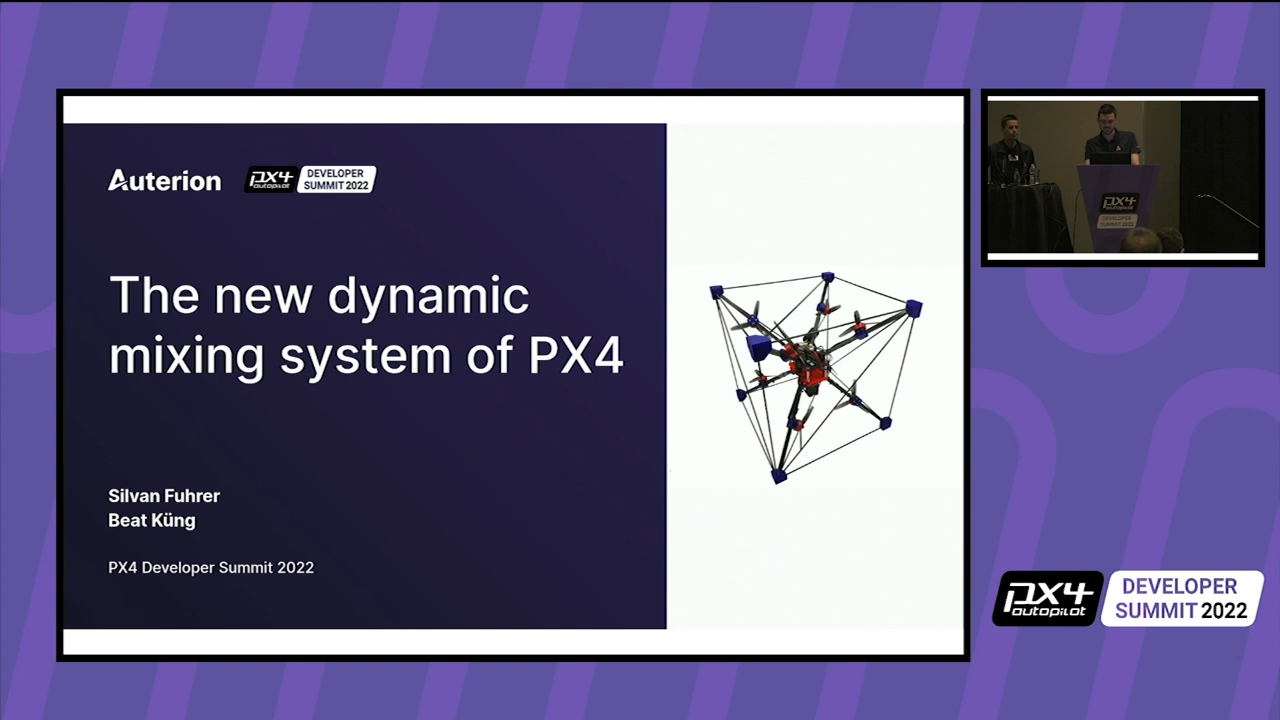 Auterion
px4 autopilot
DEVELOPER
SUMMIT 2022
The new dynamic
mixing system of PX4
Silvan Fuhrer
Beat Küng
PX4 Developer Summit 2022
px4
autopilot
DEVELOPER
SUMMIT 2022
px4
autopilot
DEVELOPER
SUMMIT 2022